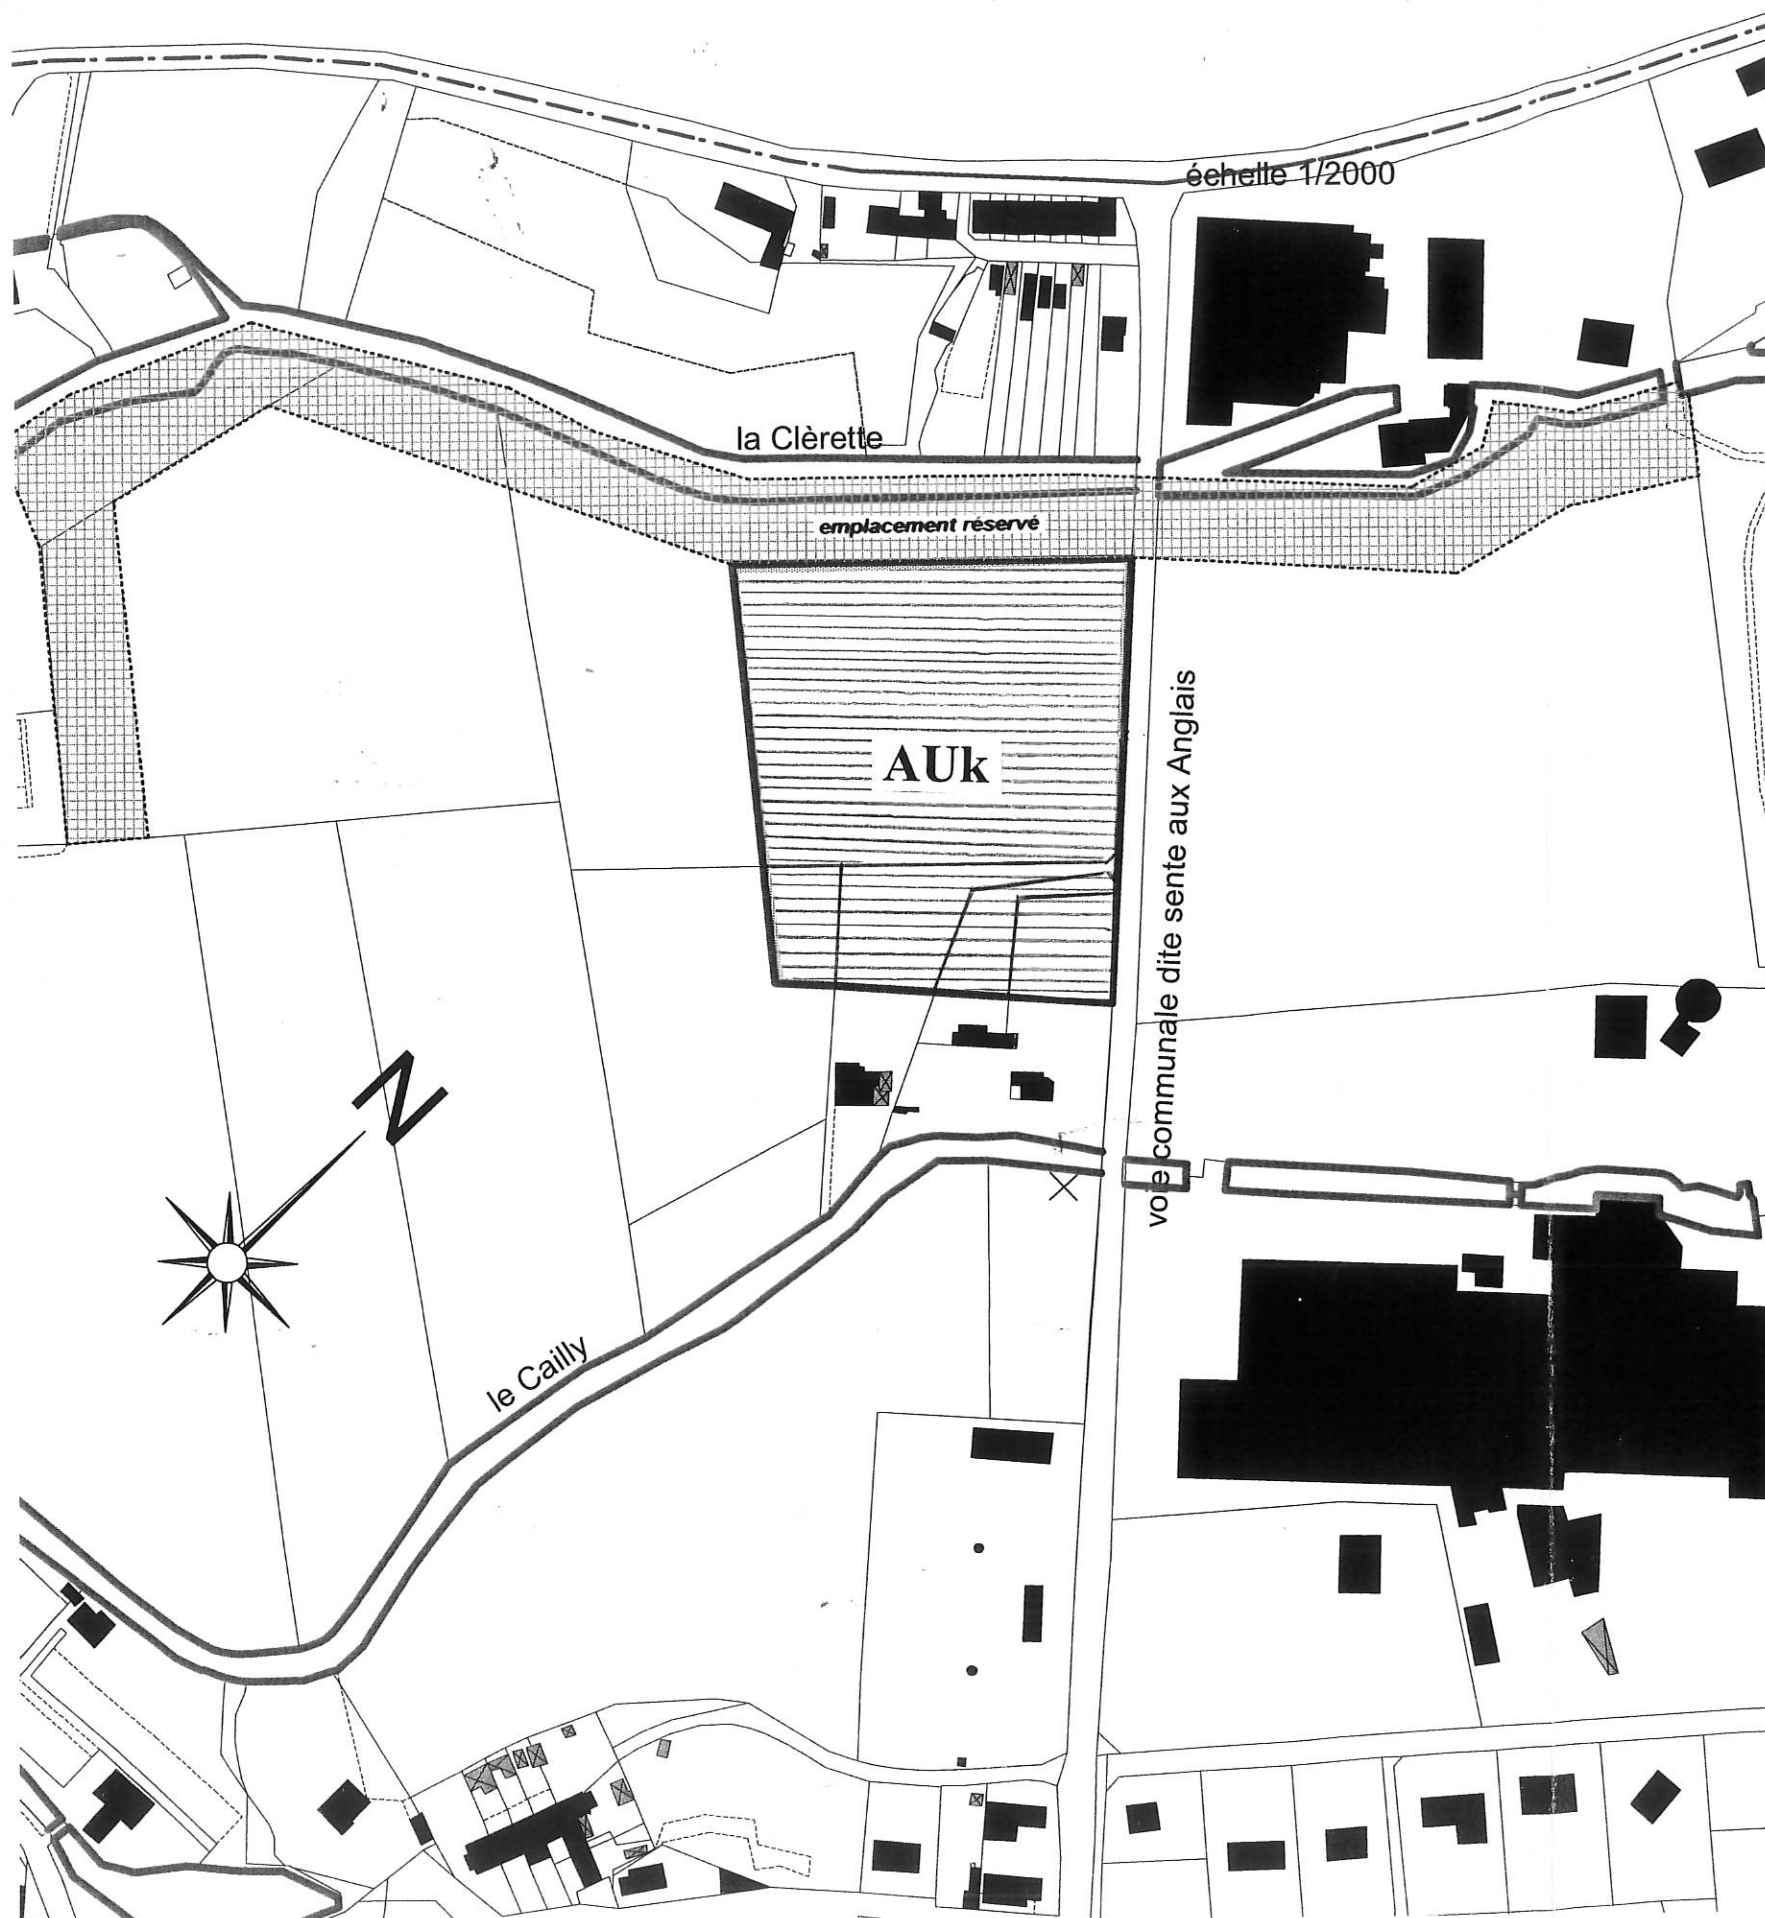 échelle 1/2000
la Clèrette
emplacement réservé
AUk
voie communale dite sente aux Anglais
N
le Cailly